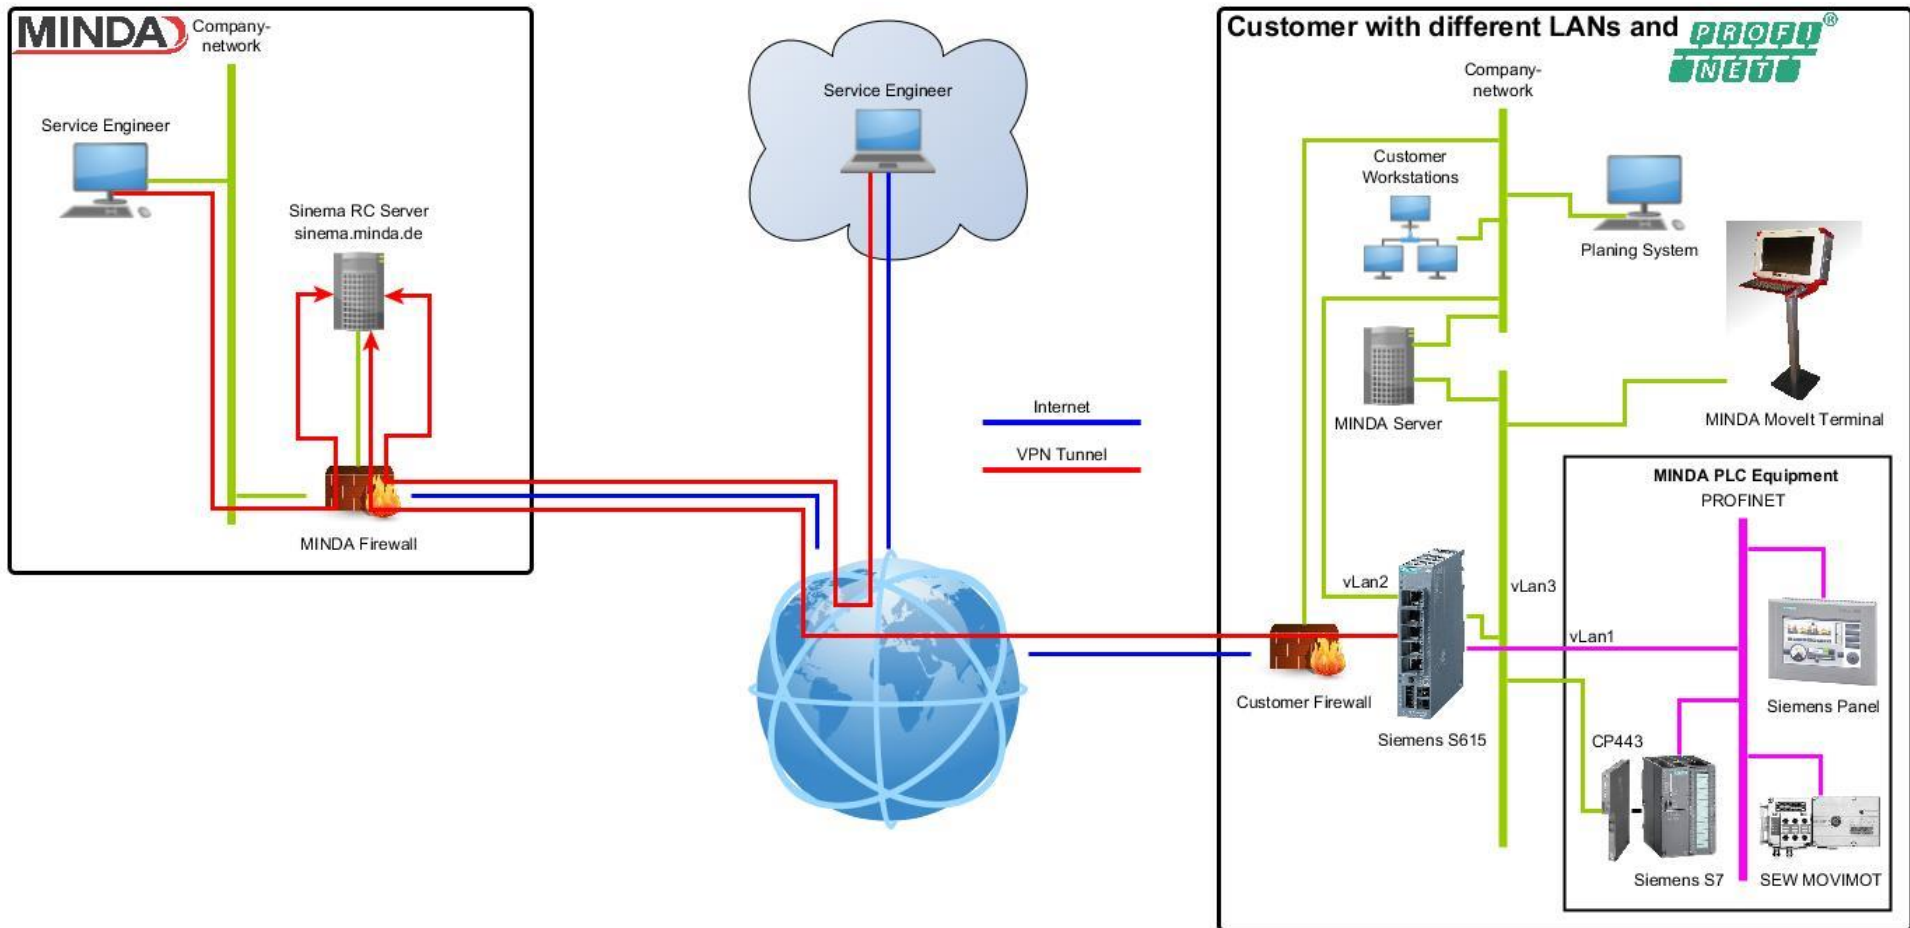 MINDA
Company-
network
Service Engineer
Sinema RC Server
sinema.minda.de
MINDA Firewall
Service Engineer
Internet
VPN Tunnel
Customer with different LANs and
PROFI®
NET
Company-
network
Customer
Workstations
Planing System
MINDA Server
MINDA MoveIt Terminal
MINDA PLC Equipment
PROFINET
vLan2
vLan3
vLan1
Customer Firewall
Siemens S615
Siemens Panel
CP443
Siemens S7
SEW MOVIMOT